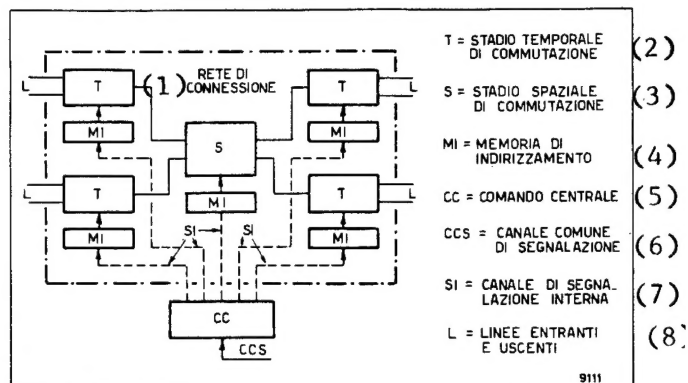 L T (1) RETE DI CONNESSIONE T L
MI MI
S
L T MI T L
MI SI SI MI
CC
CCS
T = STADIO TEMPORALE (2)
DI COMMUTAZIONE
S = STADIO SPAZIALE (3)
DI COMMUTAZIONE
MI = MEMORIA DI (4)
INDIRIZZAMENTO
CC = COMANDO CENTRALE (5)
CCS = CANALE COMUNE (6)
DI SEGNALAZIONE
SI = CANALE DI SEGNA_ (7)
LAZIONE INTERNA
L = LINEE ENTRANTI (8)
E USCENTI
9111